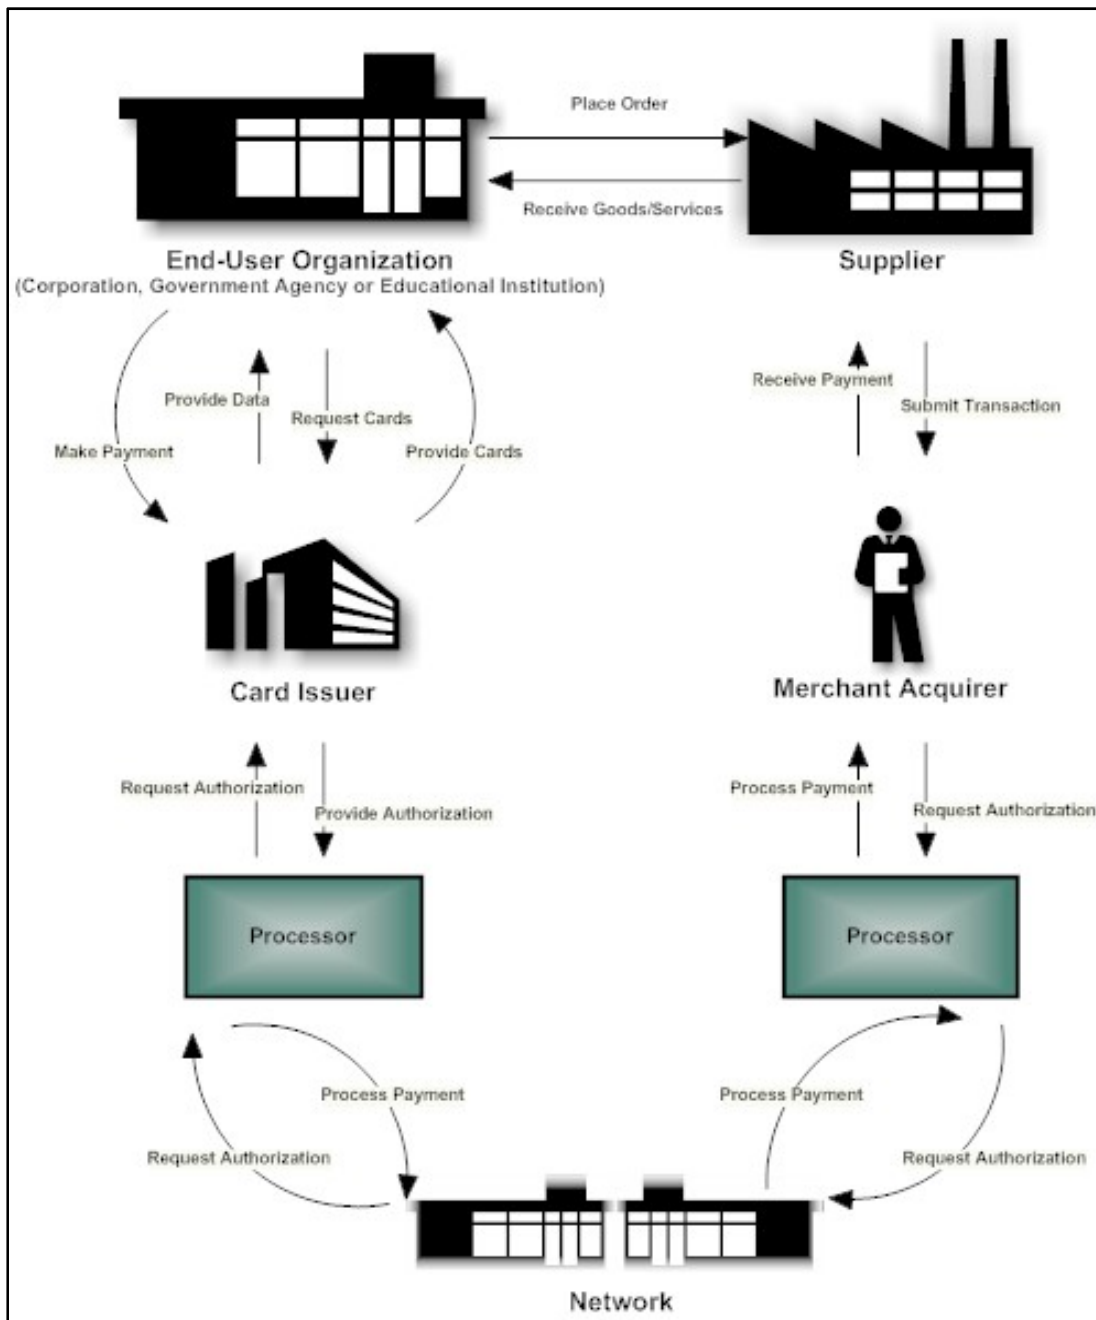 Place Order
Receive Goods/Services
End-User Organization
(Corporation, Government Agency or Educational Institution)
Supplier
Provide Data
Request Cards
Make Payment
Provide Cards
Receive Payment
Submit Transaction
Card Issuer
Merchant Acquirer
Request Authorization
Provide Authorization
Process Payment
Request Authorization
Processor
Processor
Process Payment
Request Authorization
Process Payment
Request Authorization
Network